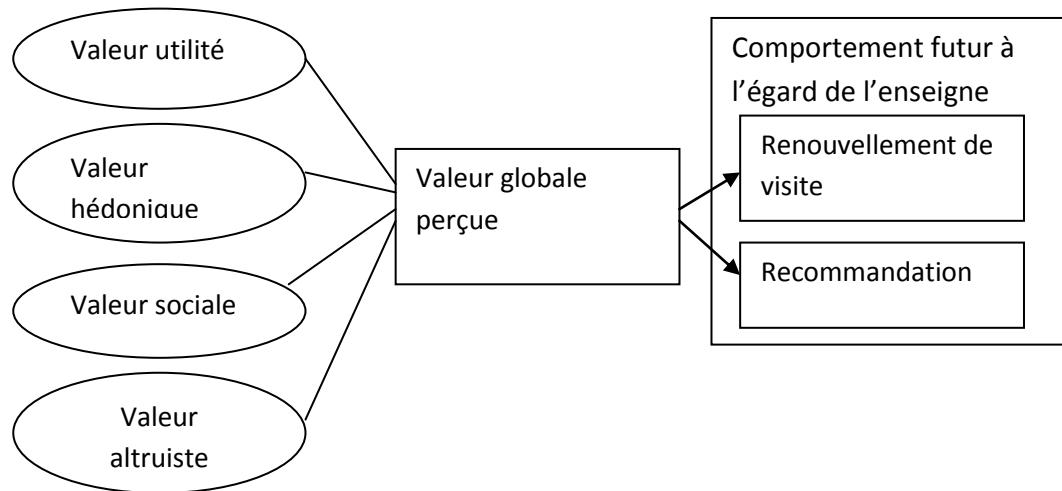 Valeur utilité
Valeur
hédonique
Valeur sociale
Valeur
altruiste
Valeur globale
perçue
Comportement futur à
l’égard de l’enseigne
Renouvellement de
visite
Recommandation